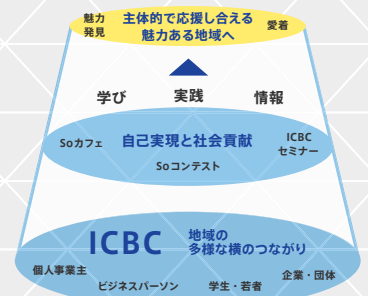 魅力
発見
主体的で応援し合える
魅力ある地域へ
愛着
学び
実践
情報
Soカフェ
自己実現と社会貢献
ICBC
セミナー
Soコンテスト
ICBC
地域の
多様な横のつながり
個人事業主
ビジネスパーソン
学生・若者
企業・団体